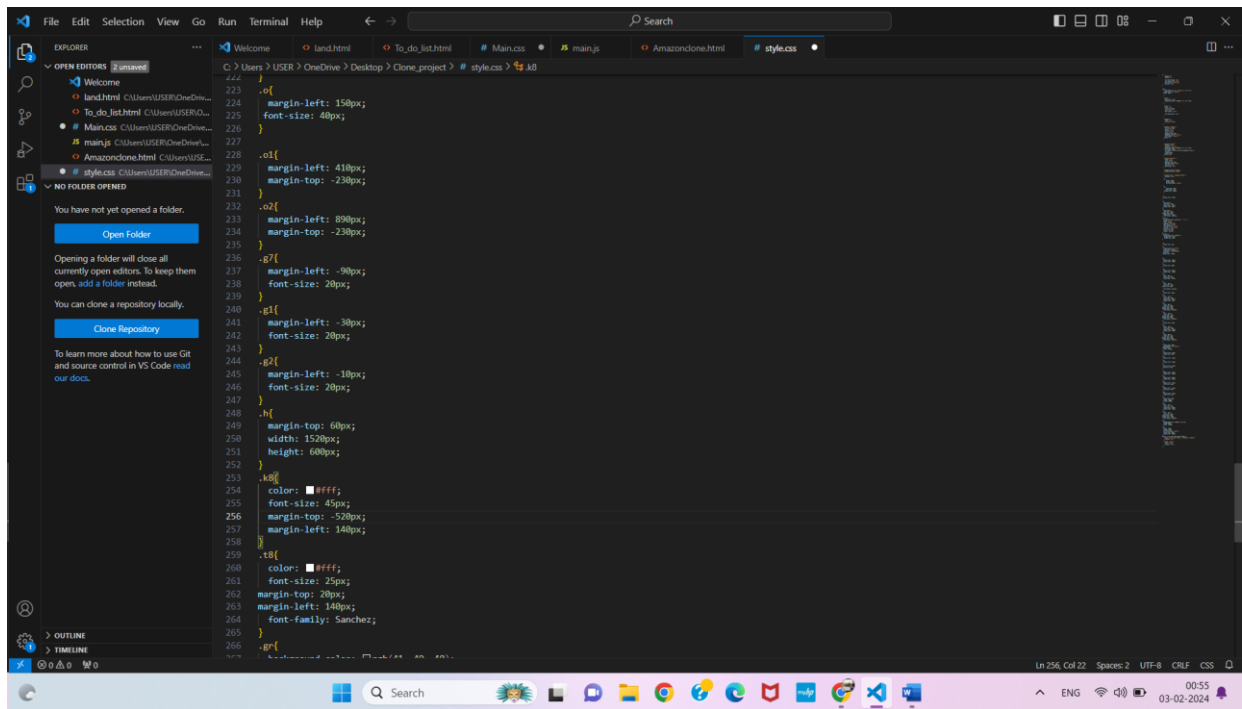 File Edit Selection View Go Run Terminal Help
Search
EXPLORER
Welcome
land.html
To_do_list.html
# Main.css
JS main.js
Amazonclone.html
# style.css
OPEN EDITORS 2 unsaved
C: > Users > USER > OneDrive > Desktop > Clone_project > # style.css > .k8
Welcome
land.html C:\Users\USER\OneDriv...
To_do_list.html C:\Users\USER\O...
# Main.css C:\Users\USER\OneDrive...
JS main.js C:\Users\USER\OneDrive\...
Amazonclone.html C:\Users\USE...
# style.css C:\Users\USER\OneDrive...
NO FOLDER OPENED
You have not yet opened a folder.
Open Folder
Opening a folder will close all
currently open editors. To keep them
open, add a folder instead.
You can clone a repository locally.
Clone Repository
To learn more about how to use Git
and source control in VS Code read
our docs.
OUTLINE
TIMELINE
222 }
223 .o{
224 margin-left: 150px;
225 font-size: 40px;
226 }
227
228 .o1{
229 margin-left: 410px;
230 margin-top: -230px;
231 }
232 .o2{
233 margin-left: 890px;
234 margin-top: -230px;
235 }
236 .g7{
237 margin-left: -90px;
238 font-size: 20px;
239 }
240 .g1{
241 margin-left: -30px;
242 font-size: 20px;
243 }
244 .g2{
245 margin-left: -10px;
246 font-size: 20px;
247 }
248 .h{
249 margin-top: 60px;
250 width: 1520px;
251 height: 600px;
252 }
253 .k8{
254 color: #fff;
255 font-size: 45px;
256 margin-top: -520px;
257 margin-left: 140px;
258 }
259 .t8{
260 color: #fff;
261 font-size: 25px;
262 margin-top: 20px;
263 margin-left: 140px;
264 font-family: Sanchez;
265 }
266 .gr{
0 0 0
Ln 256, Col 22 Spaces: 2 UTF-8 CRLF CSS
Search
ENG
00:55
03-02-2024